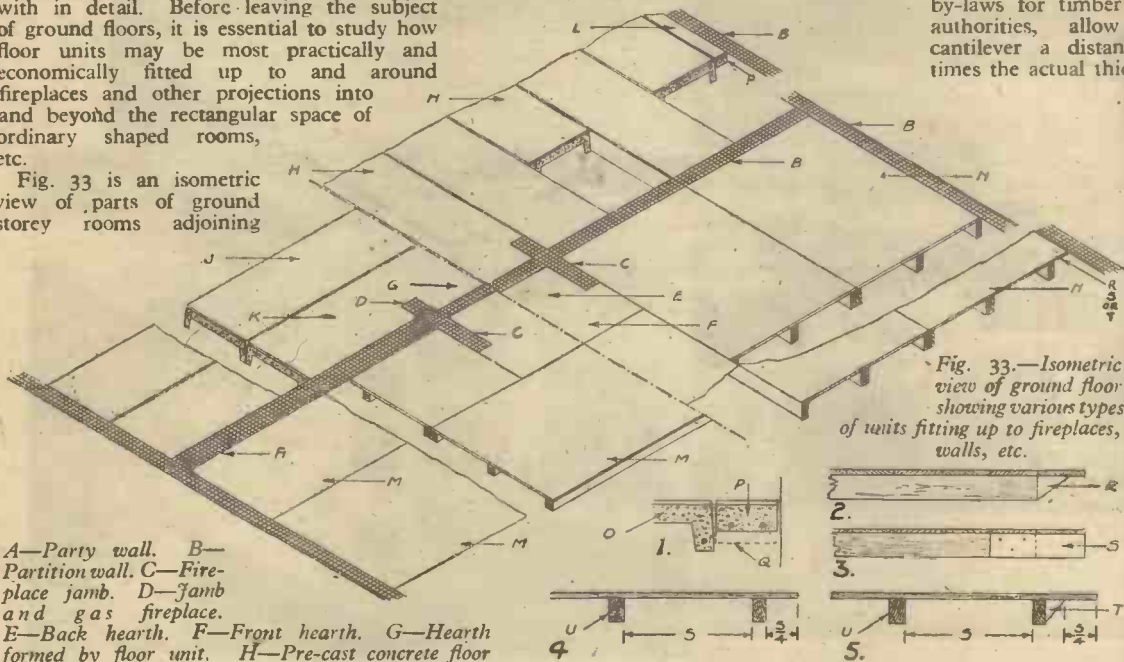 with in detail. Before leaving the subject
of ground floors, it is essential to study how
floor units may be most practically and
economically fitted up to and around
fireplaces and other projections into
and beyond the rectangular space of
ordinary shaped rooms,
etc.
Fig. 33 is an isometric
view of parts of ground
storey rooms adjoining
by-laws for timber
authorities, allow
cantilever a distan
times the actual thic
L
B
P
H
B
B
N
H
C
J
G
E
D
K
C
F
N
R
S
OR
T
A
M
M
M
Fig. 33.—Isometric
view of ground floor
showing various types
of units fitting up to fireplaces,
walls, etc.
A—Party wall. B—
Partition wall. C—Fire-
place jamb. D—Jamb
and gas fireplace.
E—Back hearth. F—Front hearth. G—Hearth
formed by floor unit. H—Pre-cast concrete floor
O
P
1.
Q
2.
R
3.
S
U
S
S/4
4
U
S
T
S/4
5.